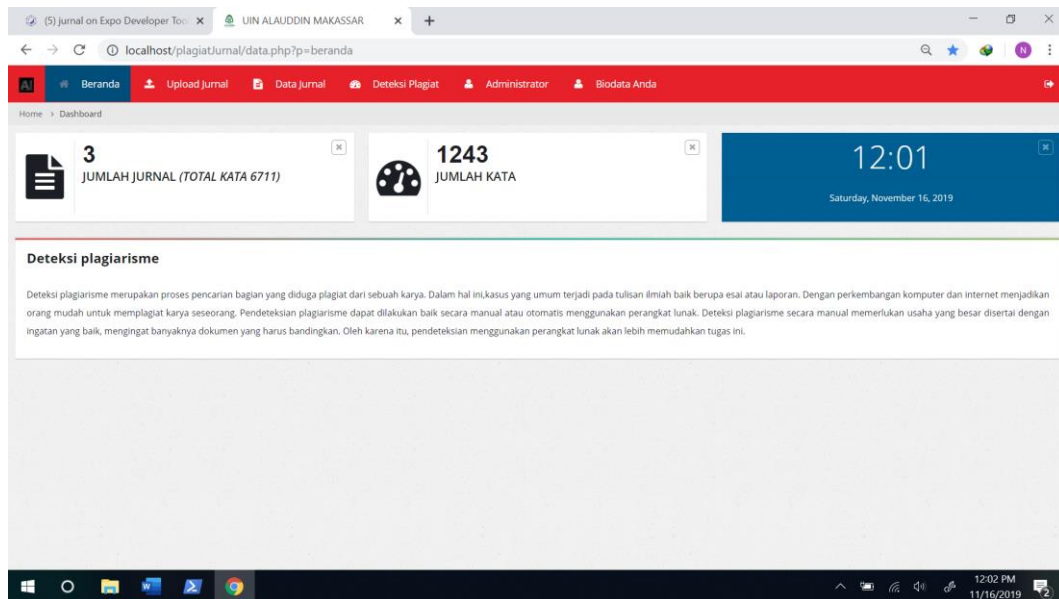 (5) jurnal on Expo Developer Too
UIN ALAUDDIN MAKASSAR
localhost/plagiatJurnal/data.php?p=beranda
N
AI
Beranda
Upload Jurnal
Data Jurnal
Deteksi Plagiat
Administrator
Biodata Anda
Home > Dashboard
3
JUMLAH JURNAL (TOTAL KATA 6711)
1243
JUMLAH KATA
12:01
Saturday, November 16, 2019
Deteksi plagiarisme
Deteksi plagiarisme merupakan proses pencarian bagian yang diduga plagiat dari sebuah karya. Dalam hal ini,kasus yang umum terjadi pada tulisan ilmiah baik berupa esai atau laporan. Dengan perkembangan komputer dan internet menjadikan
orang mudah untuk memplagiat karya seseorang. Pendeteksian plagiarisme dapat dilakukan baik secara manual atau otomatis menggunakan perangkat lunak. Deteksi plagiarisme secara manual memerlukan usaha yang besar disertai dengan
ingatan yang baik, mengingat banyaknya dokumen yang harus bandingkan. Oleh karena itu, pendeteksian menggunakan perangkat lunak akan lebih memudahkan tugas ini.
12:02 PM
11/16/2019
2